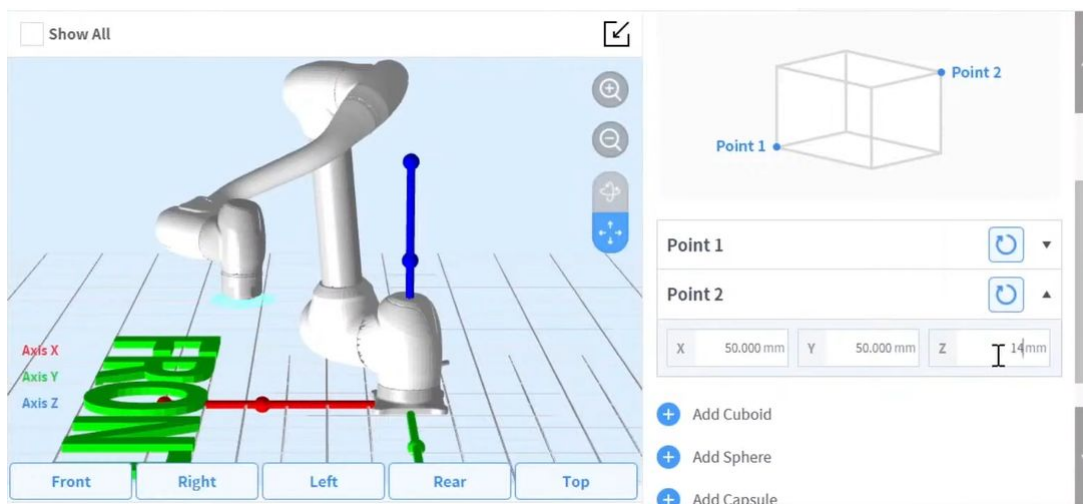 Show All
Axis X
Axis Y
Axis Z
FRONT
Front
Right
Left
Rear
Top
Point 2
Point 1
Point 1
Point 2
X 50.000 mm Y 50.000 mm Z 14mm
Add Cuboid
Add Sphere
Add Capsule